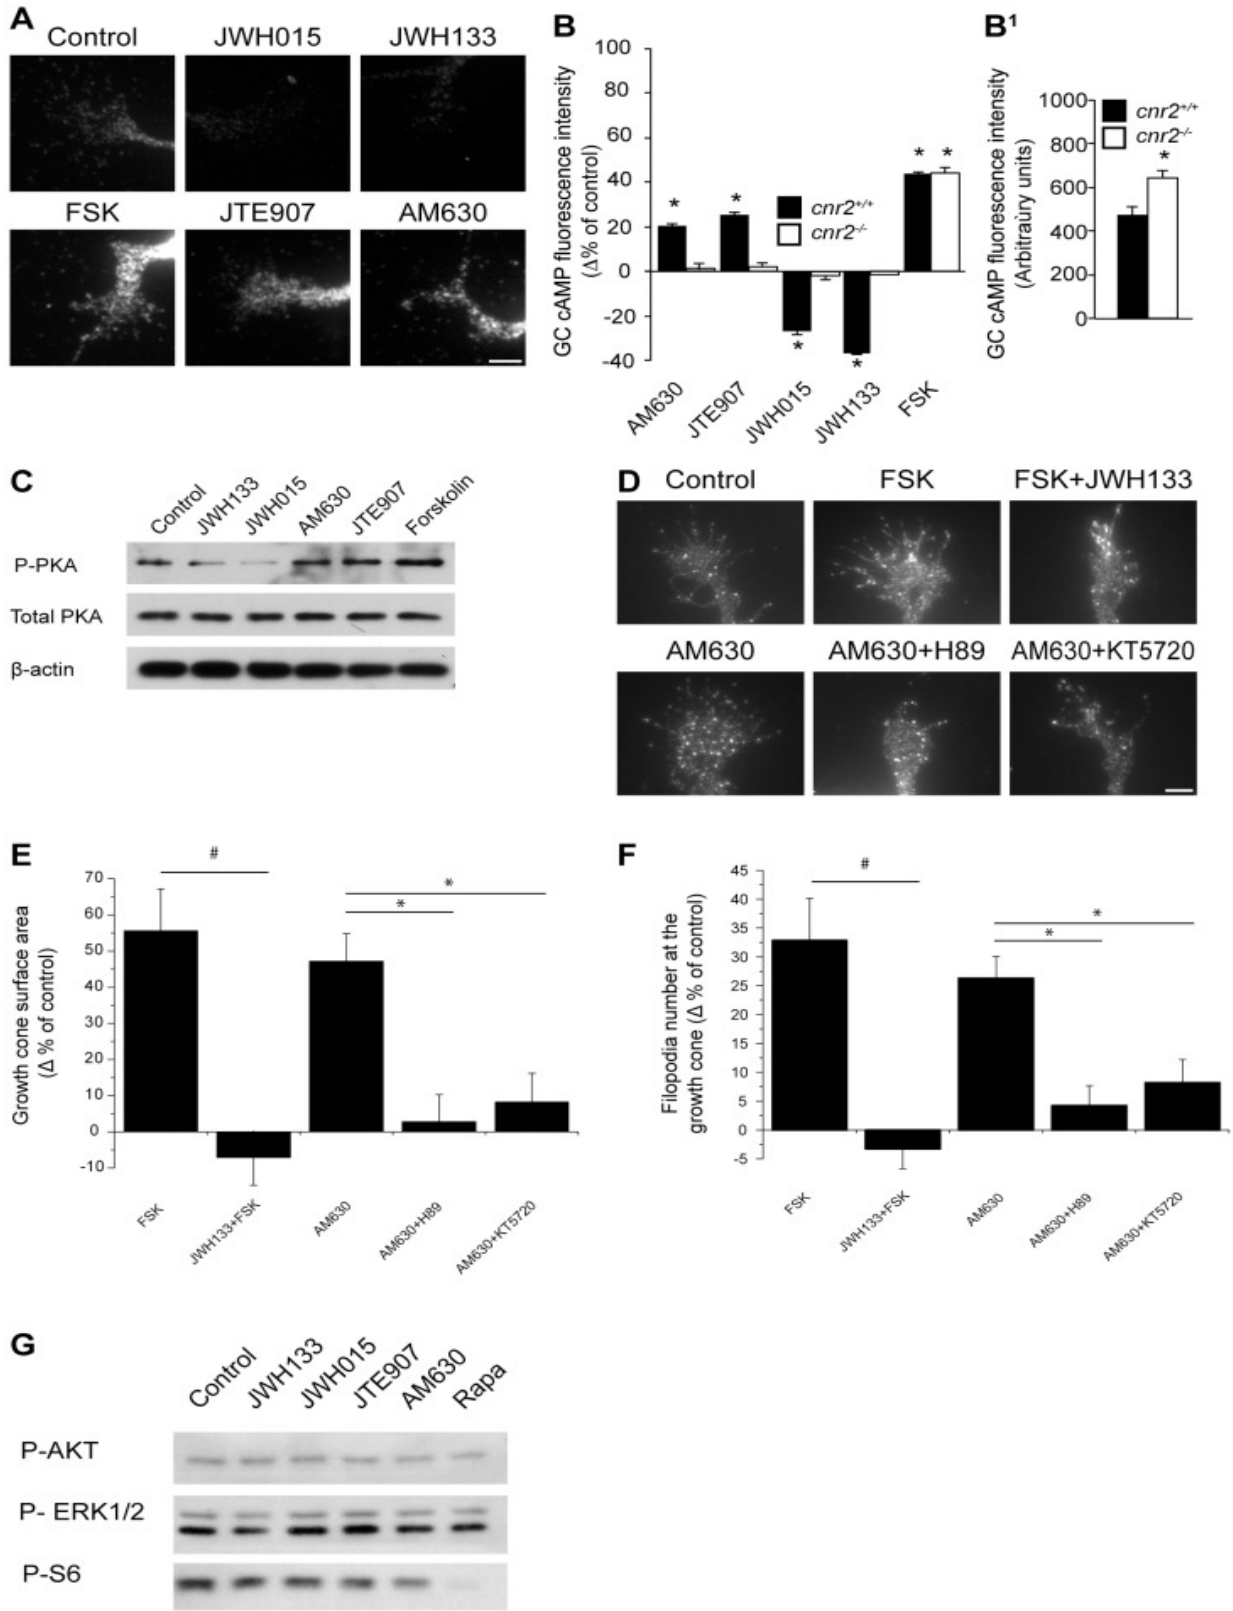 A
Control JWH015 JWH133
FSK JTE907 AM630
B
GC cAMP fluorescence intensity
(Δ% of control)
100
80
60
40
20
0
-20
-40
* * * * * *
cnr2+/+
cnr2-/-
AM630 JTE907 JWH015 JWH133 FSK
B¹
GC cAMP fluorescence intensity
(Arbitraùry units)
1000
800
600
400
200
0
cnr2+/+
cnr2-/-
*
C
Control JWH133 JWH015 AM630 JTE907 Forskolin
P-PKA
Total PKA
β-actin
D
Control FSK FSK+JWH133
AM630 AM630+H89 AM630+KT5720
E
Growth cone surface area
(Δ % of control)
70
60
50
40
30
20
10
0
-10
#
*
*
FSK JWH133+FSK AM630 AM630+H89 AM630+KT5720
F
Filopodia number at the
growth cone (Δ % of control)
45
40
35
30
25
20
15
10
5
0
-5
#
*
*
FSK JWH133+FSK AM630 AM630+H89 AM630+KT5720
G
Control JWH133 JWH015 JTE907 AM630 Rapa
P-AKT
P- ERK1/2
P-S6